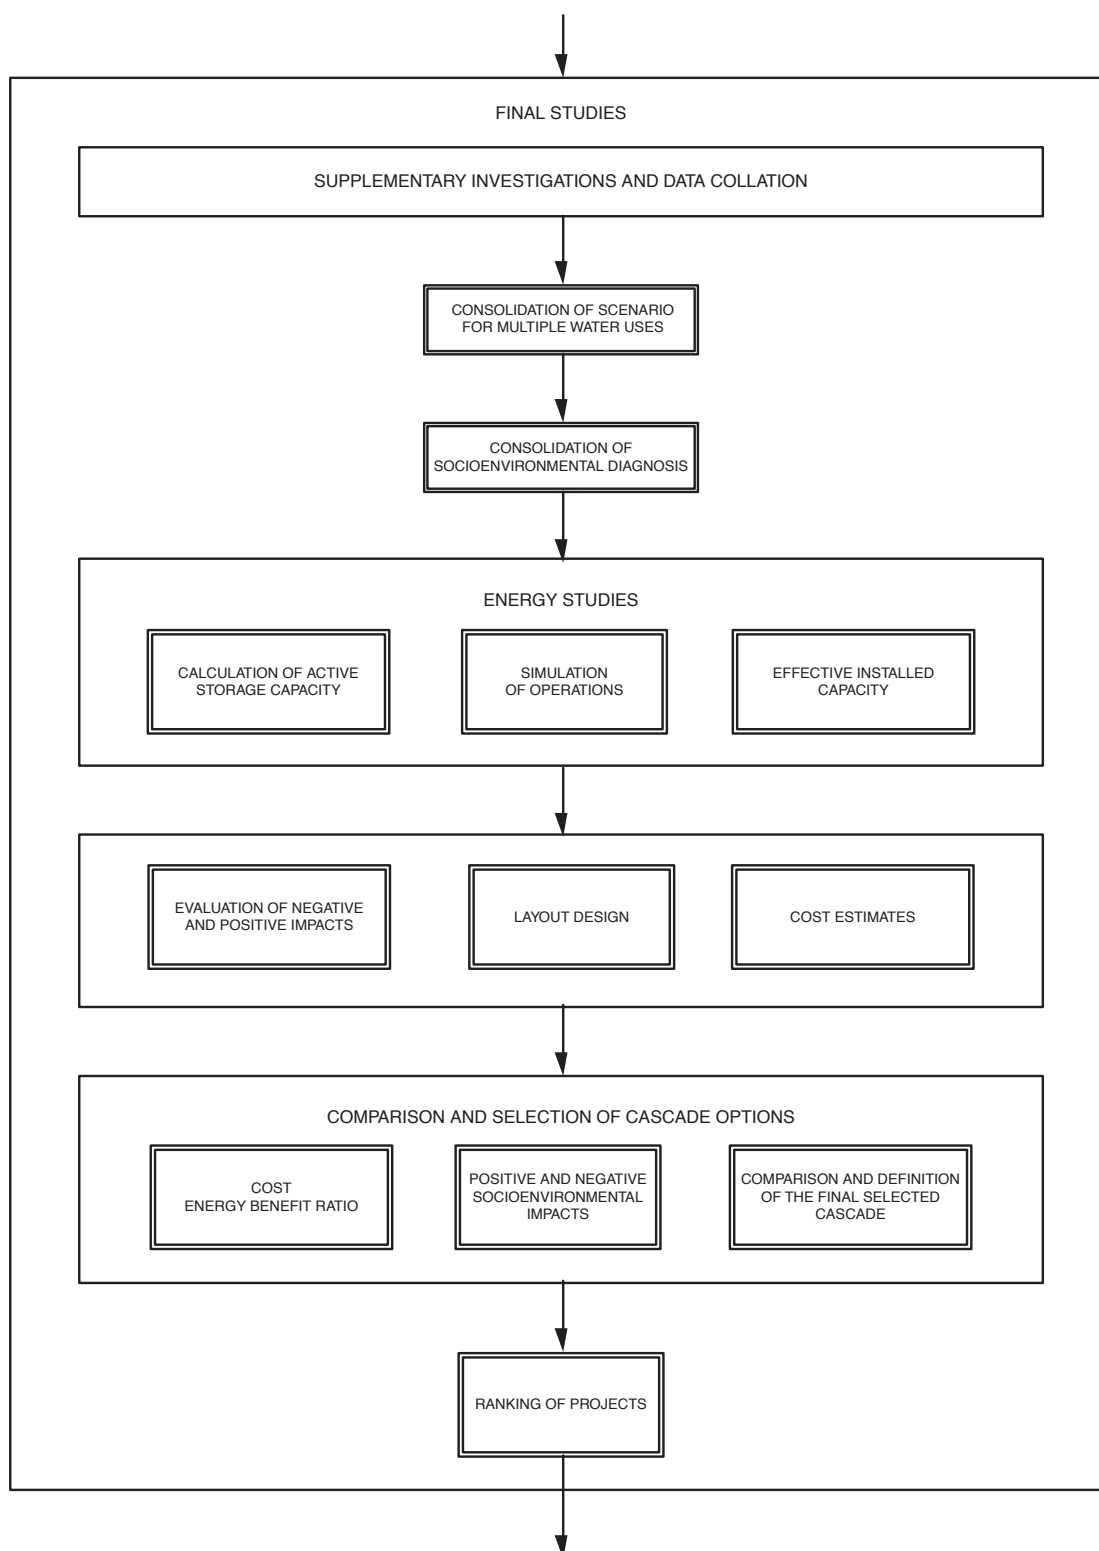 FINAL STUDIES
SUPPLEMENTARY INVESTIGATIONS AND DATA COLLATION
CONSOLIDATION OF SCENARIO
FOR MULTIPLE WATER USES
CONSOLIDATION OF
SOCIOENVIRONMENTAL DIAGNOSIS
ENERGY STUDIES
CALCULATION OF ACTIVE
STORAGE CAPACITY
SIMULATION
OF OPERATIONS
EFFECTIVE INSTALLED
CAPACITY
EVALUATION OF NEGATIVE
AND POSITIVE IMPACTS
LAYOUT DESIGN
COST ESTIMATES
COMPARISON AND SELECTION OF CASCADE OPTIONS
COST
ENERGY BENEFIT RATIO
POSITIVE AND NEGATIVE
SOCIOENVIRONMENTAL
IMPACTS
COMPARISON AND DEFINITION
OF THE FINAL SELECTED
CASCADE
RANKING OF PROJECTS